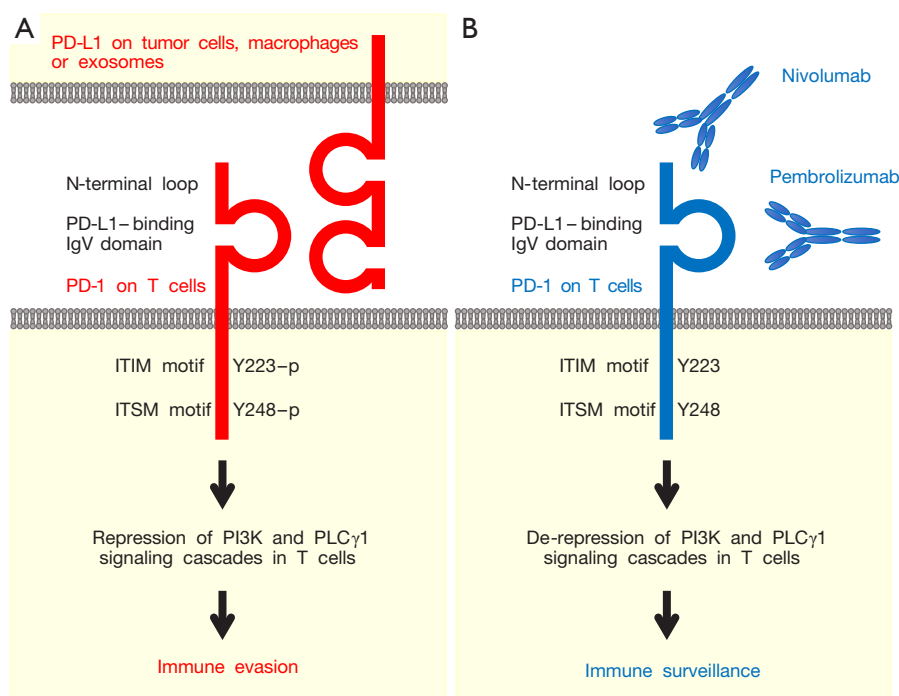 A
PD-L1 on tumor cells, macrophages
or exosomes
N-terminal loop
PD-L1–binding
IgV domain
PD-1 on T cells
ITIM motif
Y223–p
ITSM motif
Y248–p
Repression of PI3K and PLCγ1
signaling cascades in T cells
Immune evasion
B
Nivolumab
N-terminal loop
Pembrolizumab
PD-L1–binding
IgV domain
PD-1 on T cells
ITIM motif
Y223
ITSM motif
Y248
De-repression of PI3K and PLCγ1
signaling cascades in T cells
Immune surveillance